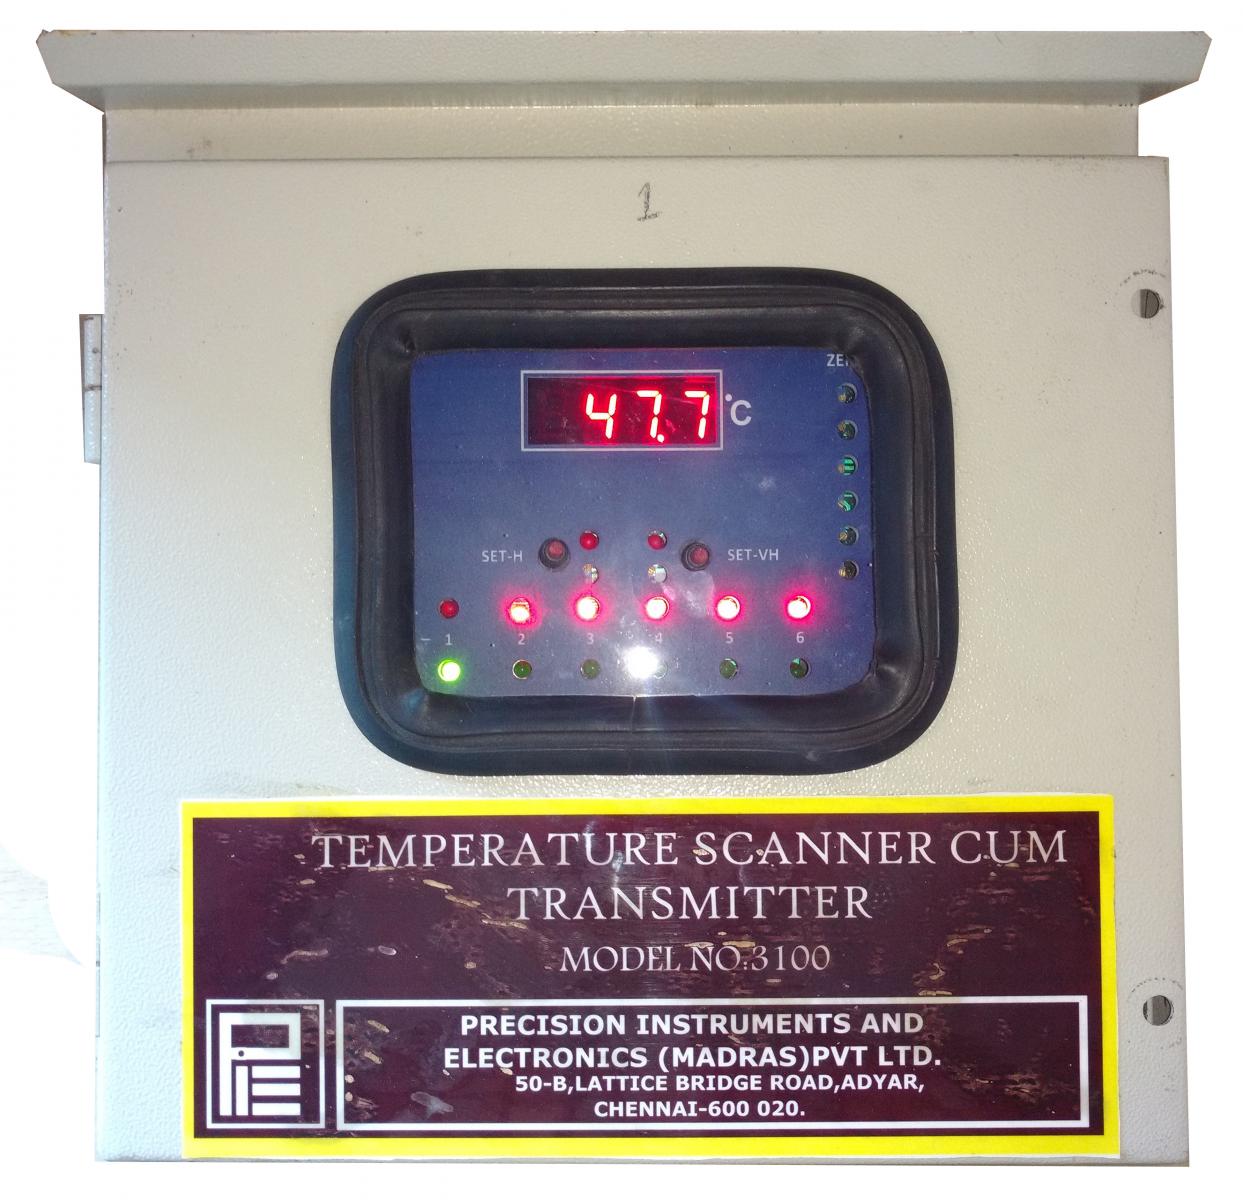 1
ZE
47.7 °C
SET-H SET-VH
1 2 3 4 5 6
TEMPERATURE SCANNER CUM
TRANSMITTER
MODEL NO:3100
PIE
PRECISION INSTRUMENTS AND
ELECTRONICS (MADRAS)PVT LTD.
50-B,LATTICE BRIDGE ROAD,ADYAR,
CHENNAI-600 020.